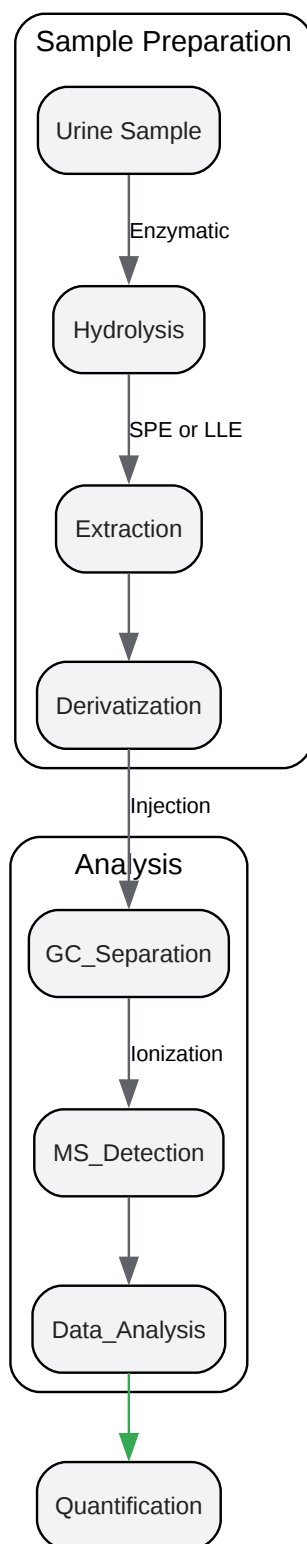 Sample Preparation
Urine Sample
Enzymatic
Hydrolysis
SPE or LLE
Extraction
Derivatization
Injection
Analysis
GC_Separation
Ionization
MS_Detection
Data_Analysis
Quantification